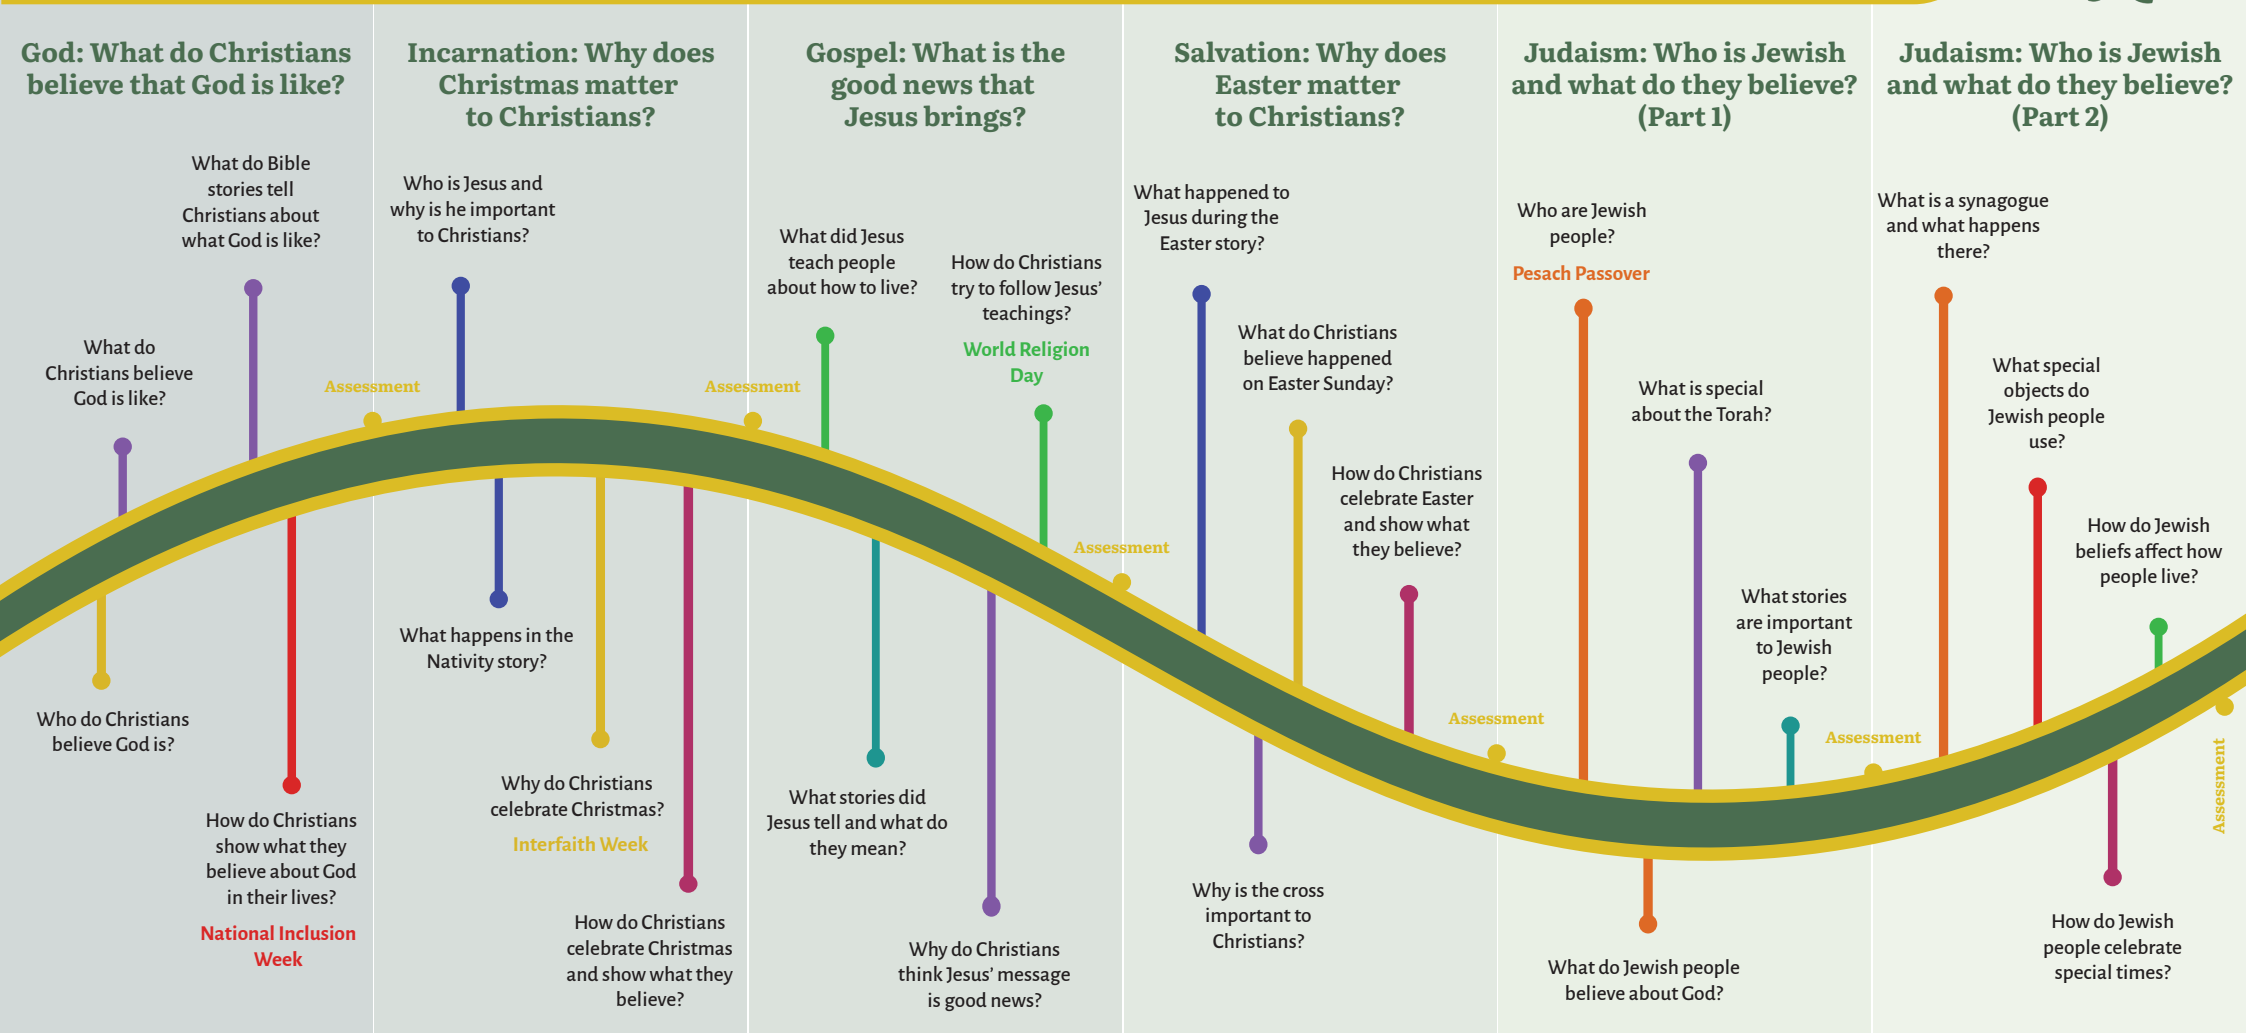 God: What do Christians
believe that God is like?
What do Bible
stories tell
Christians about
what God is like?
What do
Christians believe
God is like?
Assessment
Who do Christians
believe God is?
How do Christians
show what they
believe about God
in their lives?
National Inclusion
Week
Incarnation: Why does
Christmas matter
to Christians?
Who is Jesus and
why is he important
to Christians?
Assessment
What happens in the
Nativity story?
Why do Christians
celebrate Christmas?
Interfaith Week
How do Christians
celebrate Christmas
and show what they
believe?
Gospel: What is the
good news that
Jesus brings?
What did Jesus
teach people
about how to live?
How do Christians
try to follow Jesus’
teachings?
World Religion
Day
Assessment
What stories did
Jesus tell and what do
they mean?
Why do Christians
think Jesus’ message
is good news?
Salvation: Why does
Easter matter
to Christians?
What happened to
Jesus during the
Easter story?
What do Christians
believe happened
on Easter Sunday?
How do Christians
celebrate Easter
and show what
they believe?
Assessment
Why is the cross
important to
Christians?
Judaism: Who is Jewish
and what do they believe?
(Part 1)
Who are Jewish
people?
Pesach Passover
What is special
about the Torah?
What stories
are important
to Jewish
people?
Assessment
What do Jewish people
believe about God?
Judaism: Who is Jewish
and what do they believe?
(Part 2)
What is a synagogue
and what happens
there?
What special
objects do
Jewish people
use?
How do Jewish
beliefs affect how
people live?
Assessment
How do Jewish
people celebrate
special times?